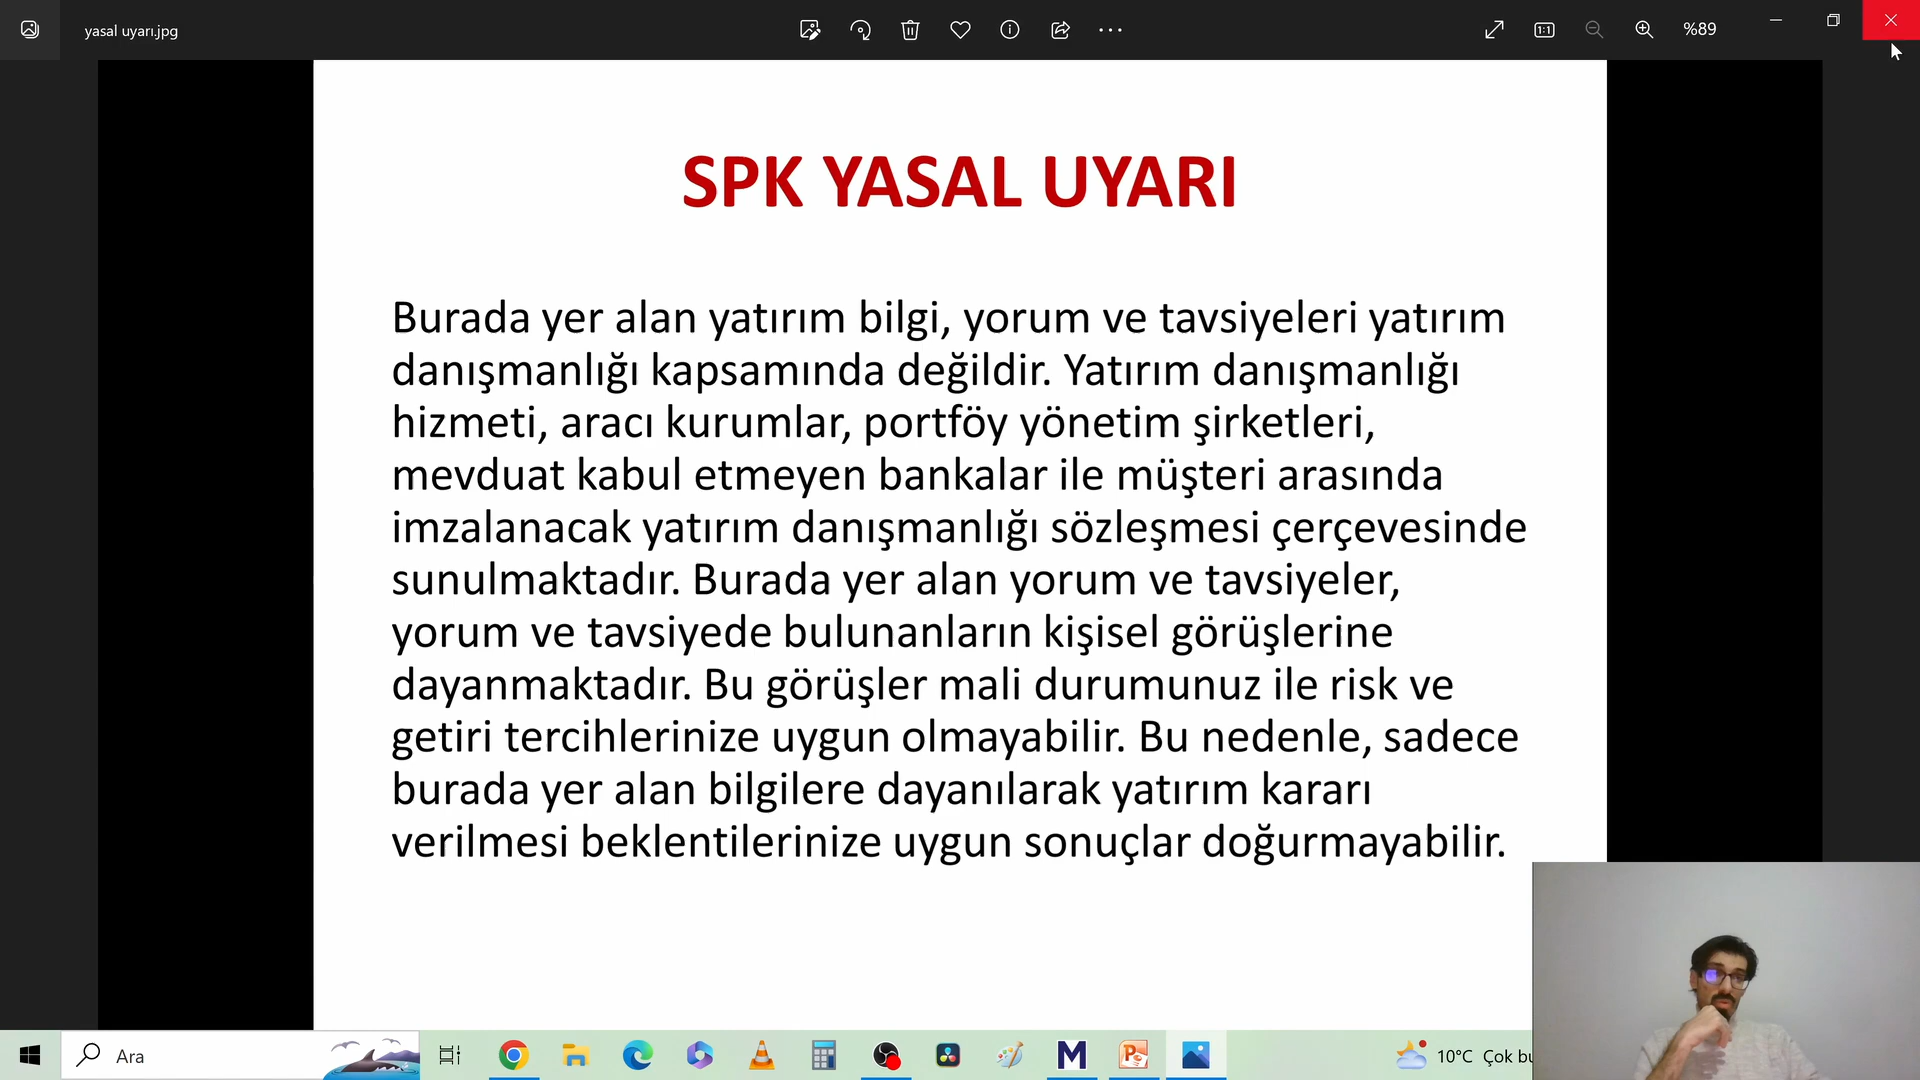 yasal uyarı.jpg
%89
SPK YASAL UYARI
Burada yer alan yatırım bilgi, yorum ve tavsiyeleri yatırım
danışmanlığı kapsamında değildir. Yatırım danışmanlığı
hizmeti, aracı kurumlar, portföy yönetim şirketleri,
mevduat kabul etmeyen bankalar ile müşteri arasında
imzalanacak yatırım danışmanlığı sözleşmesi çerçevesinde
sunulmaktadır. Burada yer alan yorum ve tavsiyeler,
yorum ve tavsiyede bulunanların kişisel görüşlerine
dayanmaktadır. Bu görüşler mali durumunuz ile risk ve
getiri tercihlerinize uygun olmayabilir. Bu nedenle, sadece
burada yer alan bilgilere dayanılarak yatırım kararı
verilmesi beklentilerinize uygun sonuçlar doğurmayabilir.
Ara
10°C Çok